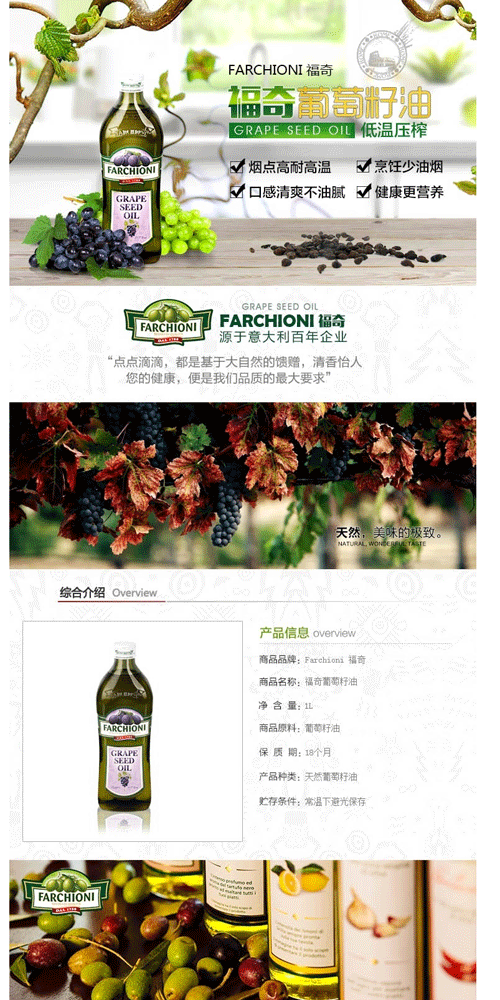 FARCHIONI 福奇
福奇葡萄籽油
GRAPE SEED OIL 低温压榨
烟点高耐高温 烹饪少油烟
口感清爽不油腻 健康更营养
FARCHIONI
GRAPE
SEED
OIL
GRAPE SEED OIL
FARCHIONI 福奇
源于意大利百年企业
FARCHIONI
DAL 1780
“点点滴滴，都是基于大自然的馈赠，清香怡人
您的健康，便是我们品质的最大要求”
天然，美味的极致。
NATURAL, WONDERFUL TASTE
综合介绍 Overview
产品信息 overview
商品品牌：Farchioni 福奇
商品名称：福奇葡萄籽油
净 含 量：1L
商品原料：葡萄籽油
保 质 期：18个月
产品种类：天然葡萄籽油
贮存条件：常温下避光保存
FARCHIONI
GRAPE
SEED
OIL
FARCHIONI
DAL 1780